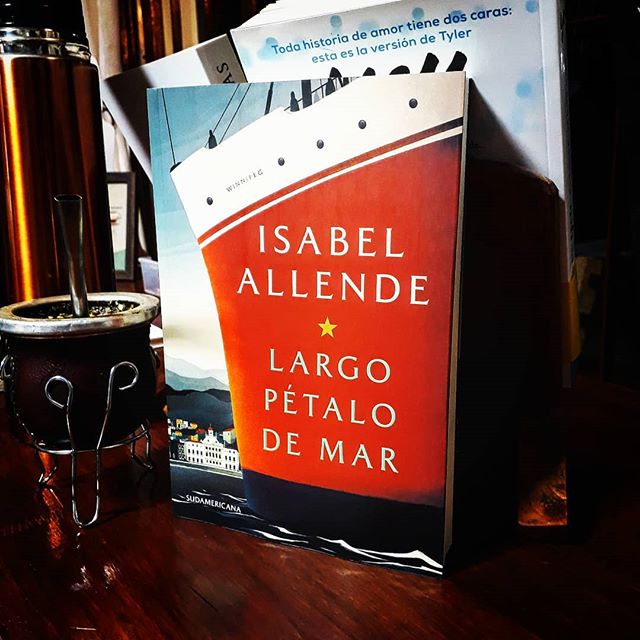 Toda historia de amor tiene dos caras:
esta es la versión de Tyler
WINNIPEG
ISABEL
ALLENDE
LARGO
PÉTALO
DE MAR
SUDAMERICANA